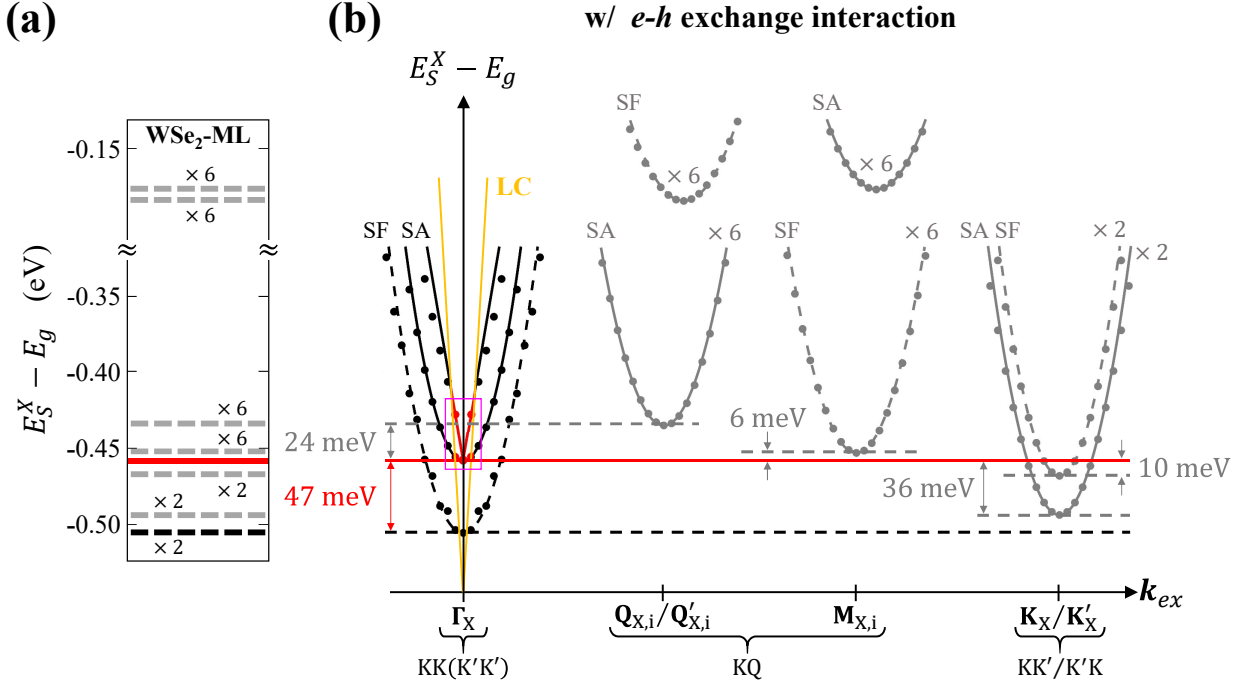 (a)
(b)
w/ e-h exchange interaction
E_S^X − E_g
WSe₂-ML
-0.15
× 6
× 6
≈
≈
E_S^X − E_g (eV)
-0.35
-0.40
× 6
-0.45
× 6
× 2
× 2
-0.50
× 2
LC
SF
SA
SF
× 6
SA
× 6
× 6
SF
× 6
SA
SF
× 2
× 2
24 meV
47 meV
6 meV
36 meV
10 meV
k_ex
Γ_X
Q_X,i/Q′_X,i
M_X,i
K_X/K′_X
KK(K'K')
KQ
KK'/K'K